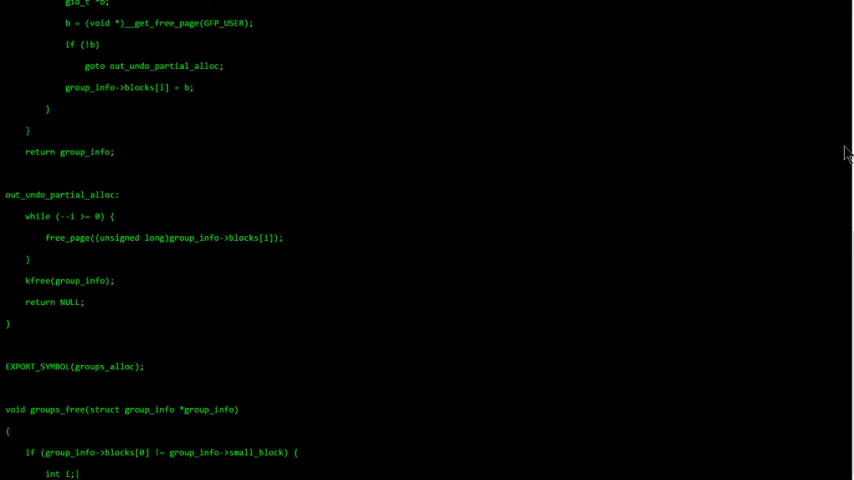 gid_t *b;
b = (void *)__get_free_page(GFP_USER);
if (!b)
goto out_undo_partial_alloc;
group_info->blocks[i] = b;
}
}
return group_info;
out_undo_partial_alloc:
while (--i >= 0) {
free_page((unsigned long)group_info->blocks[i]);
}
kfree(group_info);
return NULL;
}
EXPORT_SYMBOL(groups_alloc);
void groups_free(struct group_info *group_info)
{
if (group_info->blocks[0] != group_info->small_block) {
int i;|